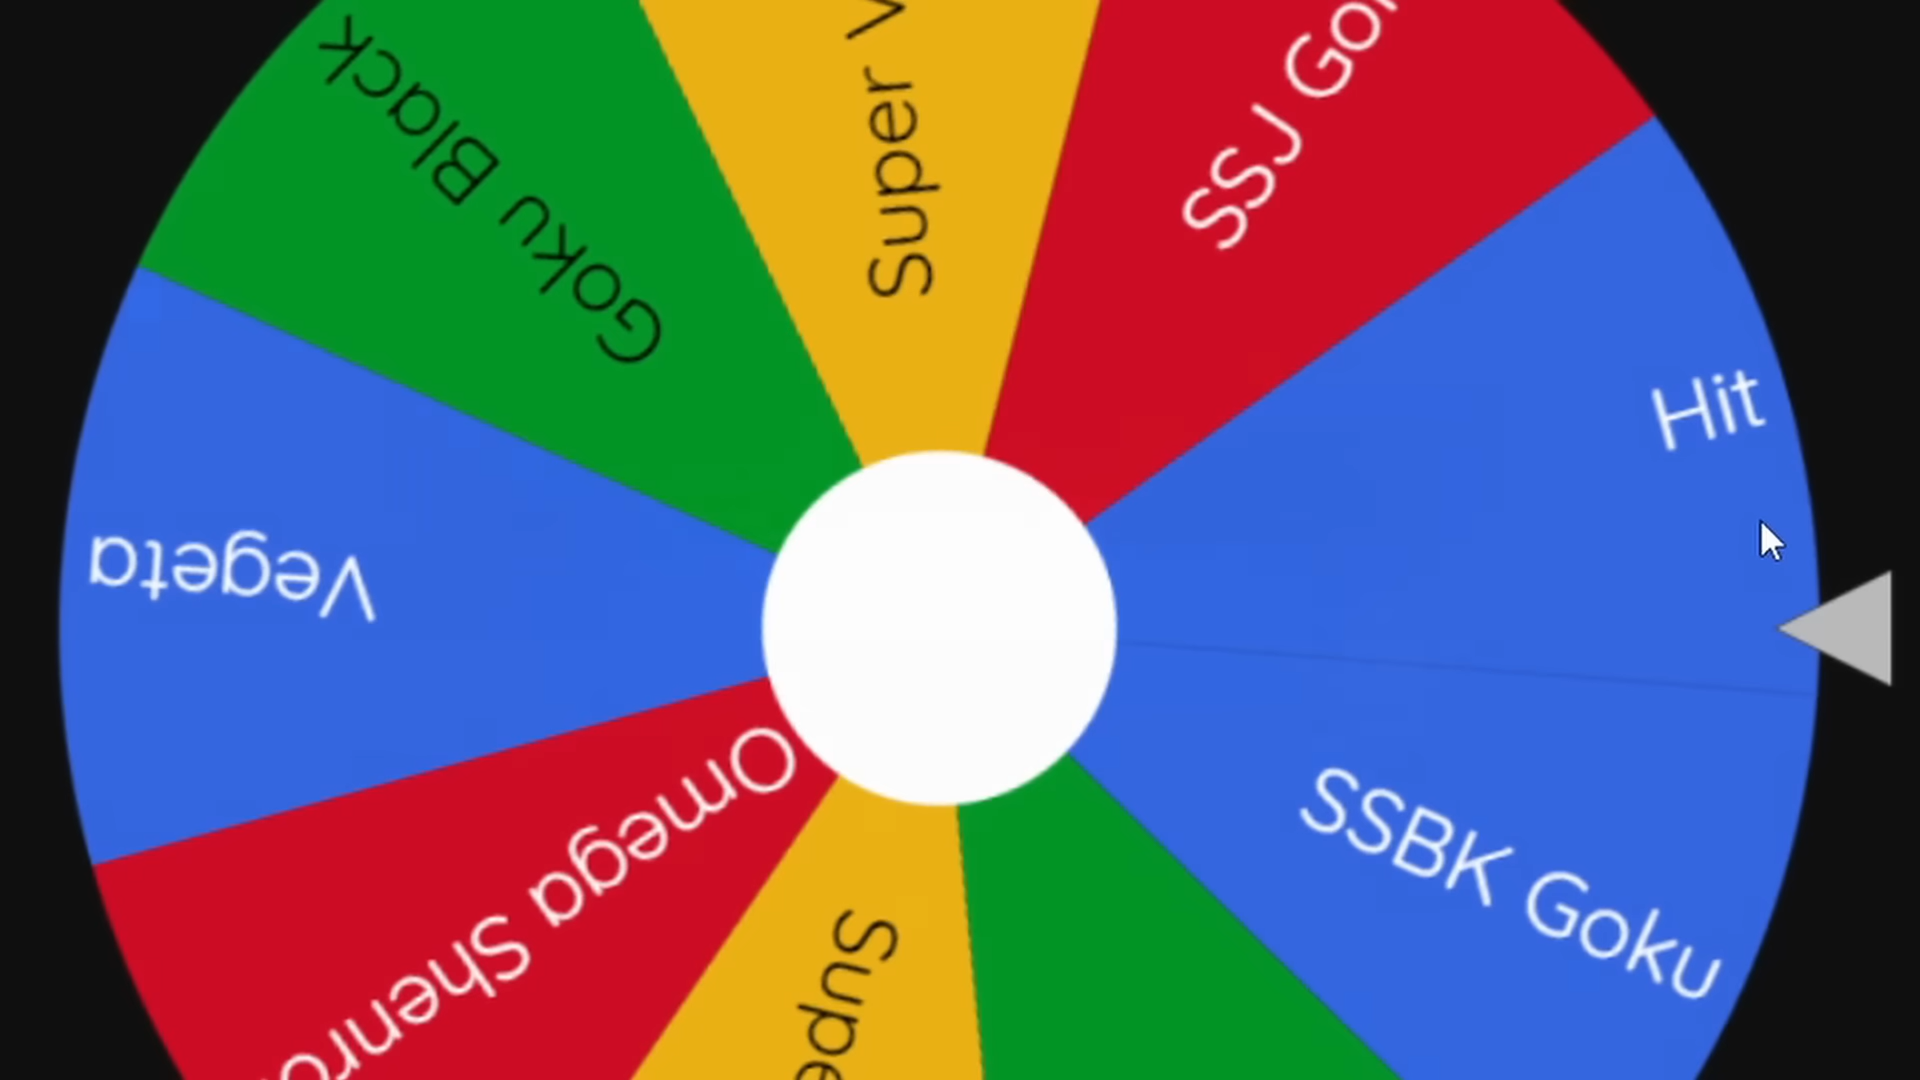 Goku Black
Super
SSJ
Hit
Vegeta
SSBK Goku
Omega